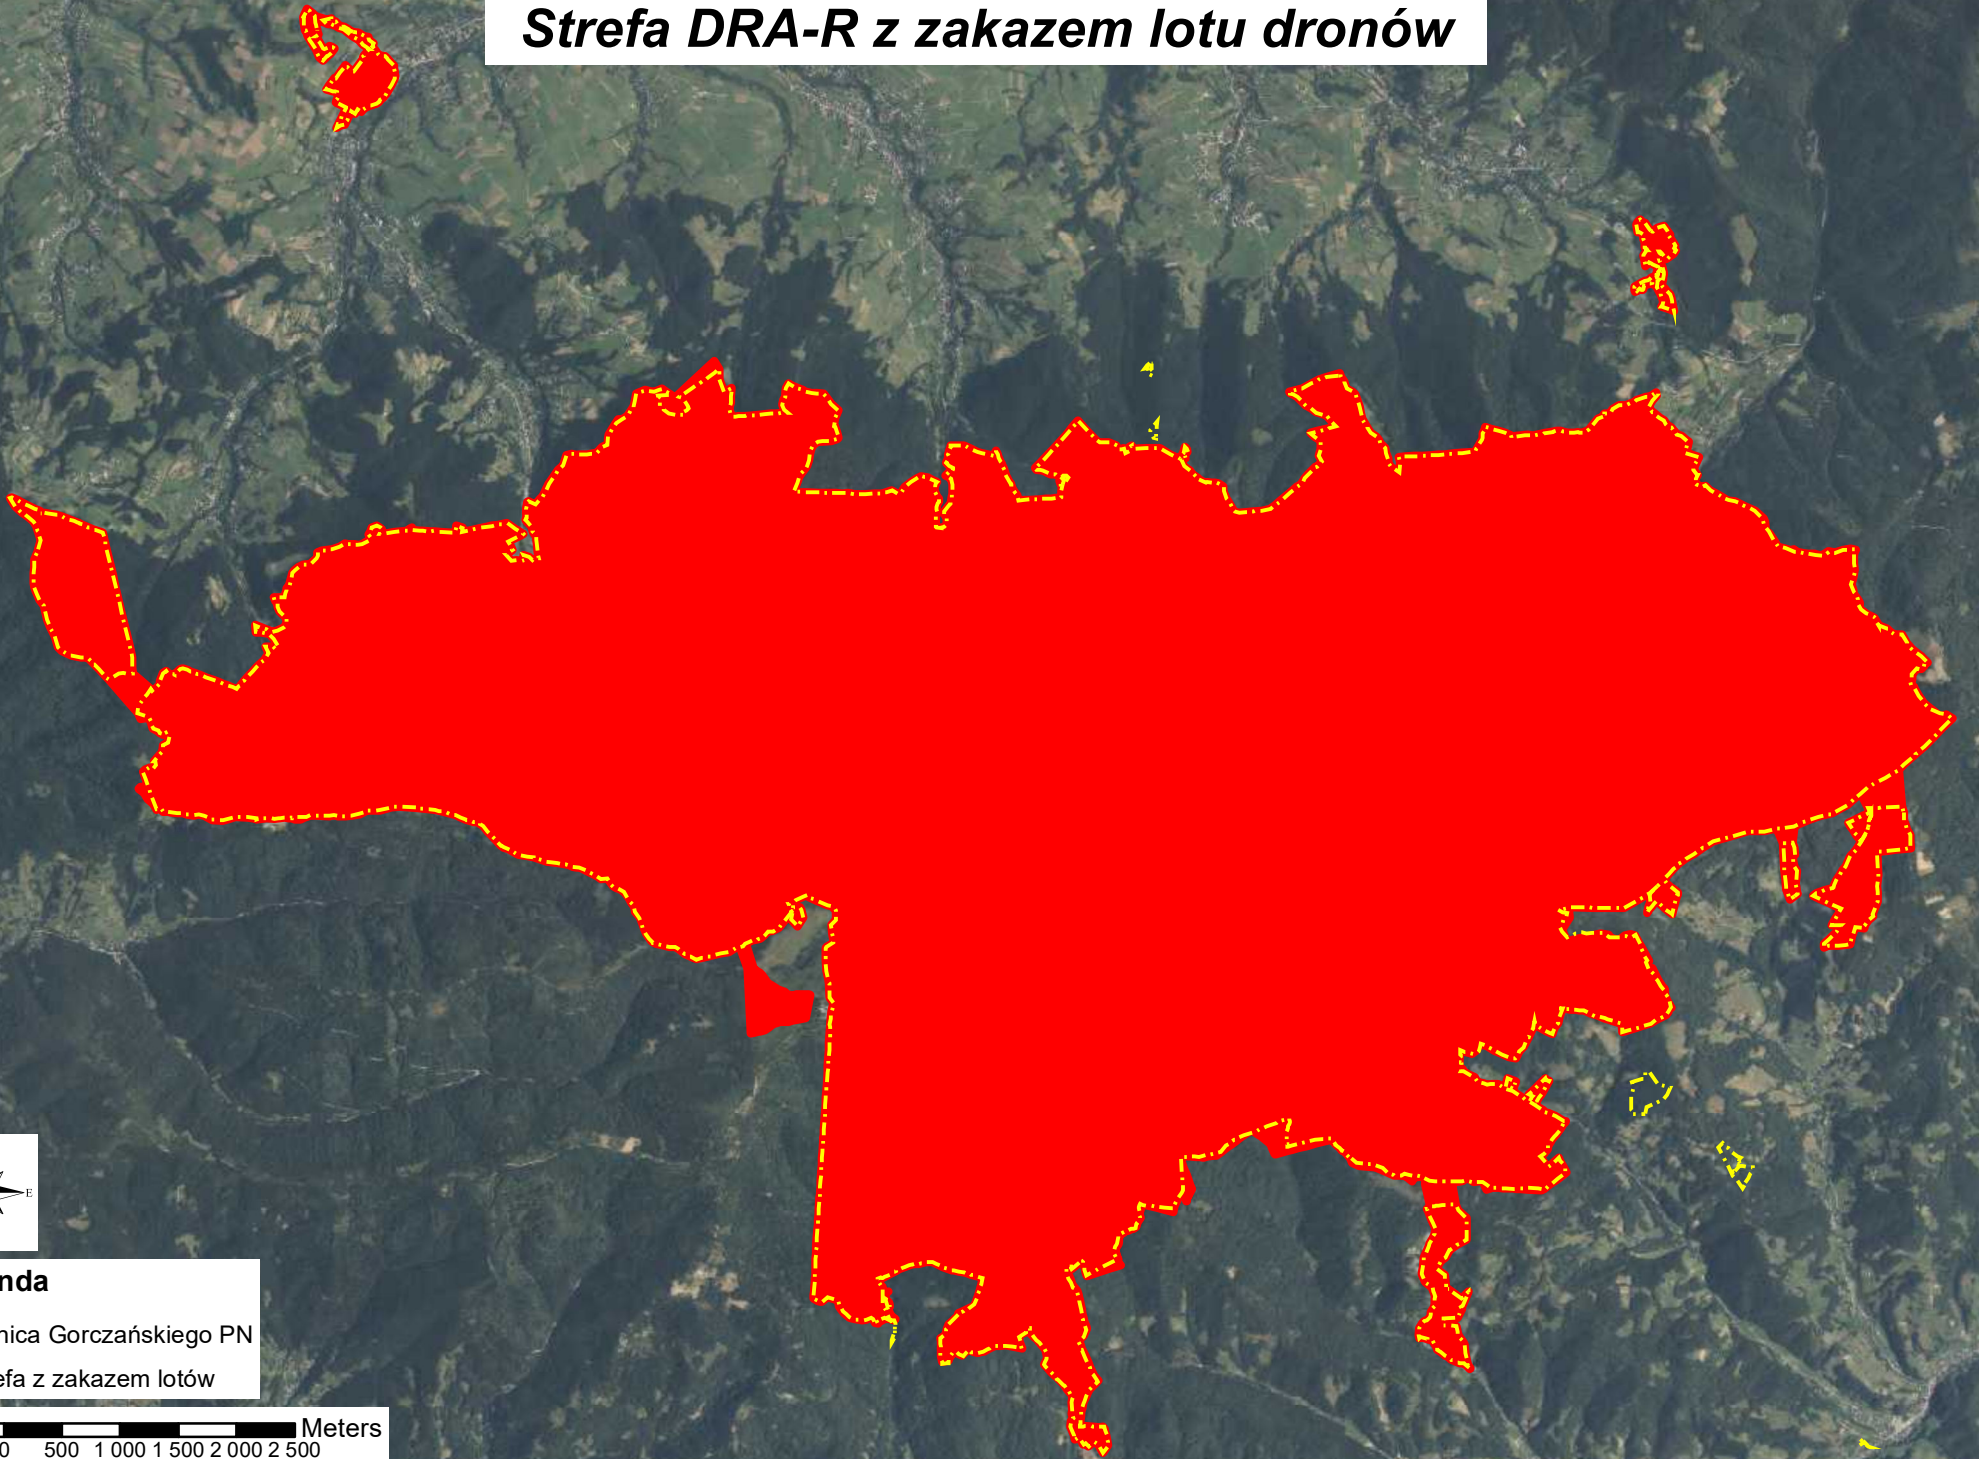 Strefa DRA-R z zakazem lotu dronów
E
nda
nica Gorczańskiego PN
efa z zakazem lotów
Meters
0 500 1 000 1 500 2 000 2 500